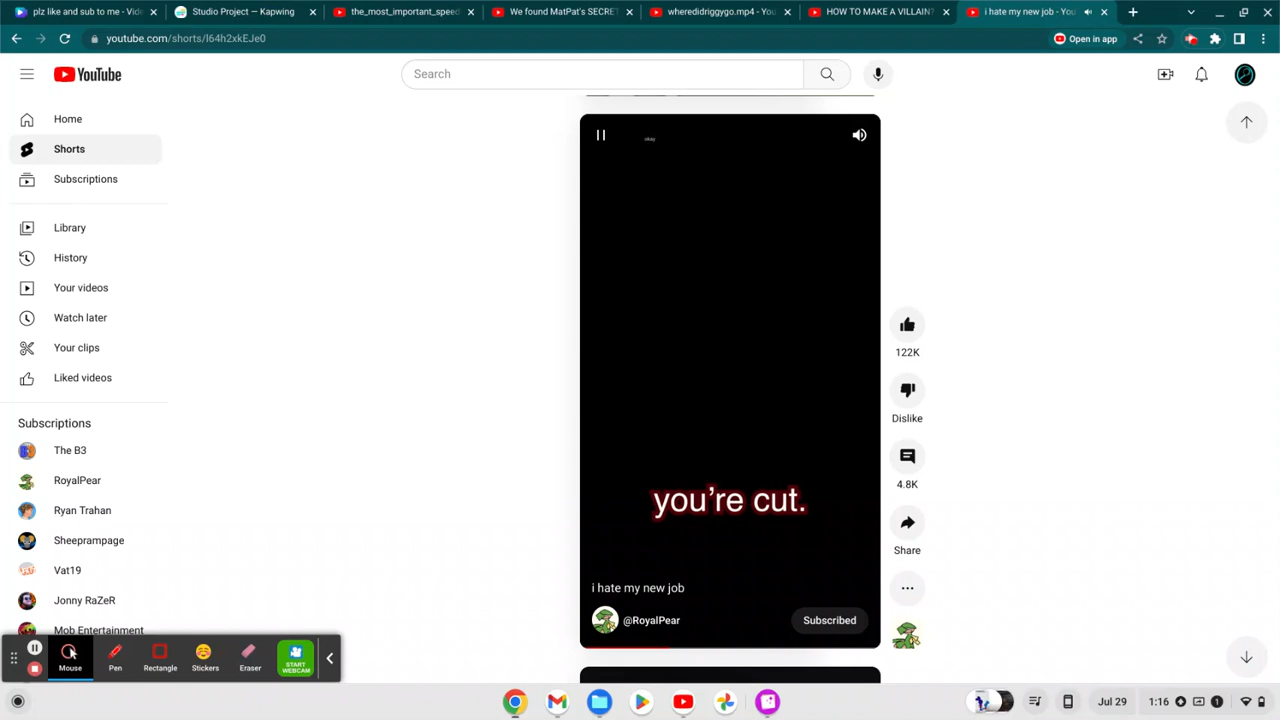 plz like and sub to me - Vide
Studio Project — Kapwing
the_most_important_speed
We found MatPat's SECRET
wheredidriggygo.mp4 - You
HOW TO MAKE A VILLAIN?
i hate my new job - You
youtube.com/shorts/l64h2xkEJe0
Open in app
YouTube
Search
Home
Shorts
Subscriptions
Library
History
Your videos
Watch later
Your clips
Liked videos
Subscriptions
The B3
RoyalPear
Ryan Trahan
Sheeprampage
Vat19
Jonny RaZeR
Mob Entertainment
okay
you're cut.
i hate my new job
@RoyalPear
Subscribed
122K
Dislike
4.8K
Share
Mouse
Pen
Rectangle
Stickers
Eraser
START
WEBCAM
Jul 29
1:16